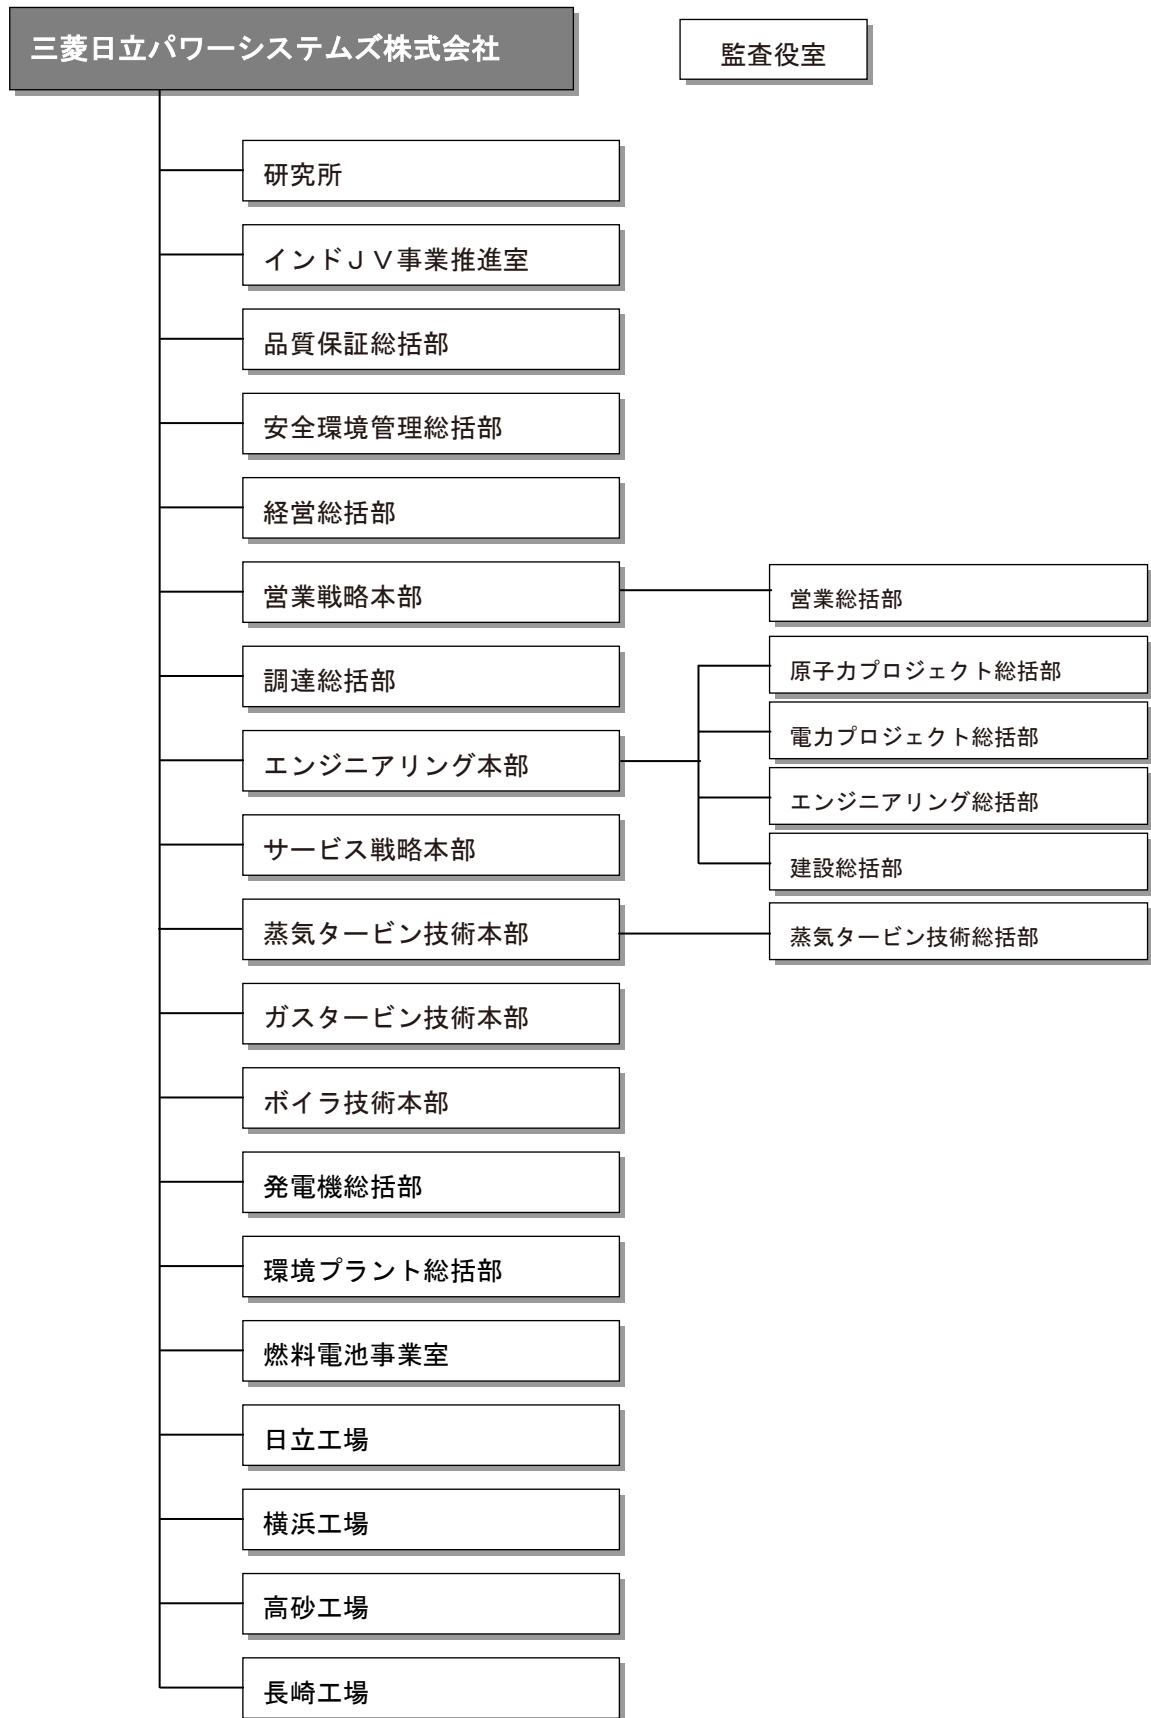 三菱日立パワーシステムズ株式会社
監査役室
研究所
インドＪＶ事業推進室
品質保証総括部
安全環境管理総括部
経営総括部
営業戦略本部
営業総括部
調達総括部
原子力プロジェクト総括部
電力プロジェクト総括部
エンジニアリング本部
エンジニアリング総括部
サービス戦略本部
建設総括部
蒸気タービン技術本部
蒸気タービン技術総括部
ガスタービン技術本部
ボイラ技術本部
発電機総括部
環境プラント総括部
燃料電池事業室
日立工場
横浜工場
高砂工場
長崎工場